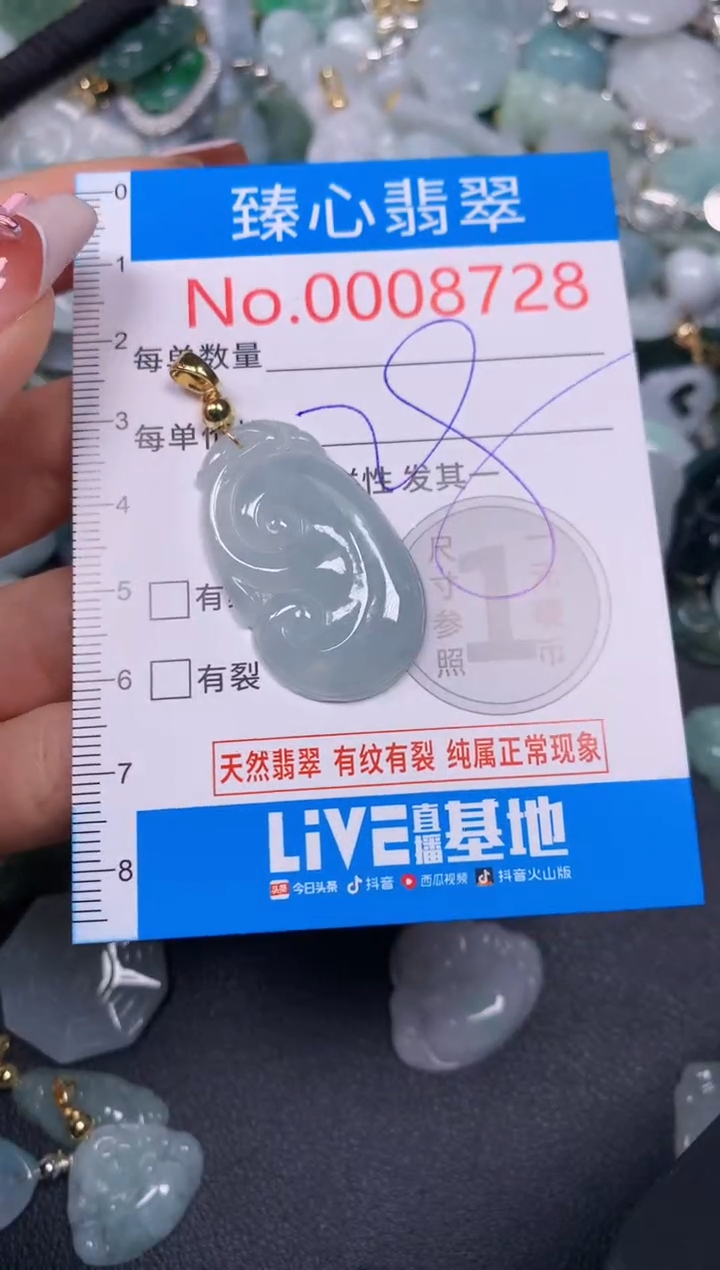 臻心翡翠
No.0008728
每单数量
每单
性 发其一
尺寸参照
1
有
有裂
天然翡翠 有纹有裂 纯属正常现象
LiVE直播基地
头条 今日头条 抖音 西瓜视频 抖音火山版
0
1
2
3
4
5
6
7
8